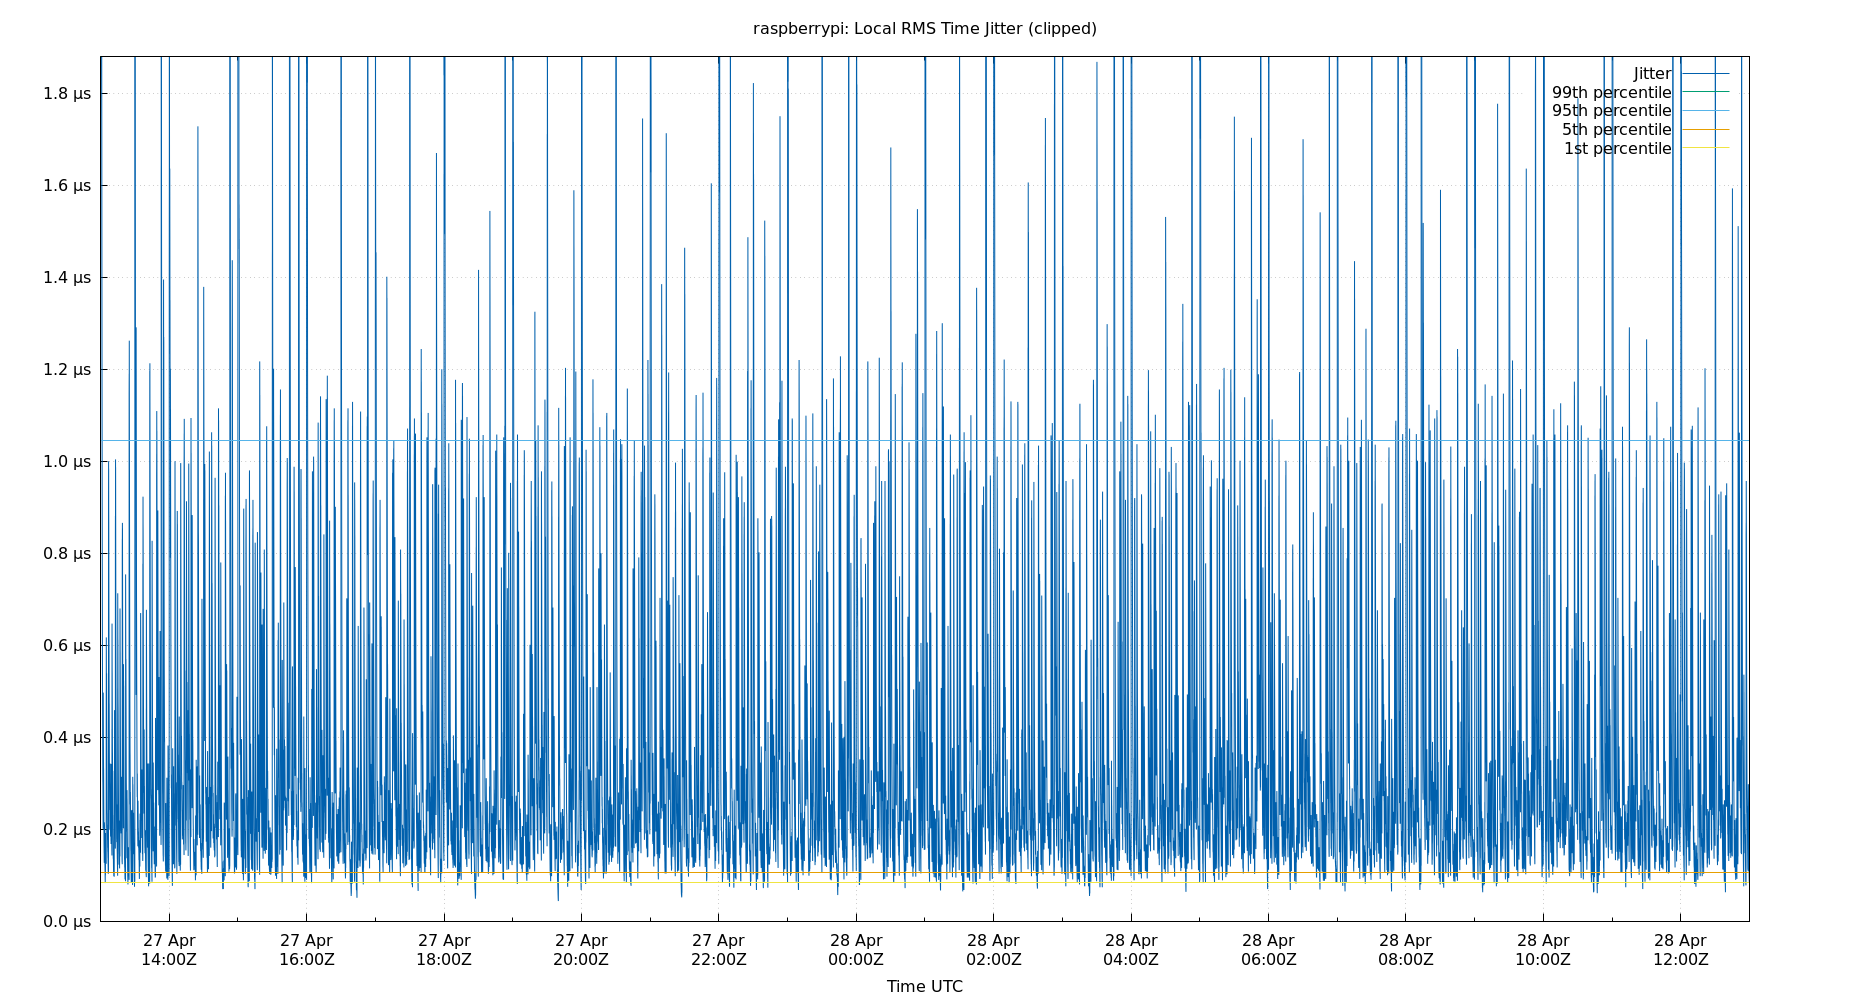 raspberrypi: Local RMS Time Jitter (clipped)
Jitter
99th percentile
95th percentile
5th percentile
1st percentile
1.8 µs
1.6 µs
1.4 µs
1.2 µs
1.0 µs
0.8 µs
0.6 µs
0.4 µs
0.2 µs
0.0 µs
27 Apr 27 Apr 27 Apr 27 Apr 27 Apr 28 Apr 28 Apr 28 Apr 28 Apr 28 Apr 28 Apr 28 Apr
14:00Z 16:00Z 18:00Z 20:00Z 22:00Z 00:00Z 02:00Z 04:00Z 06:00Z 08:00Z 10:00Z 12:00Z
Time UTC